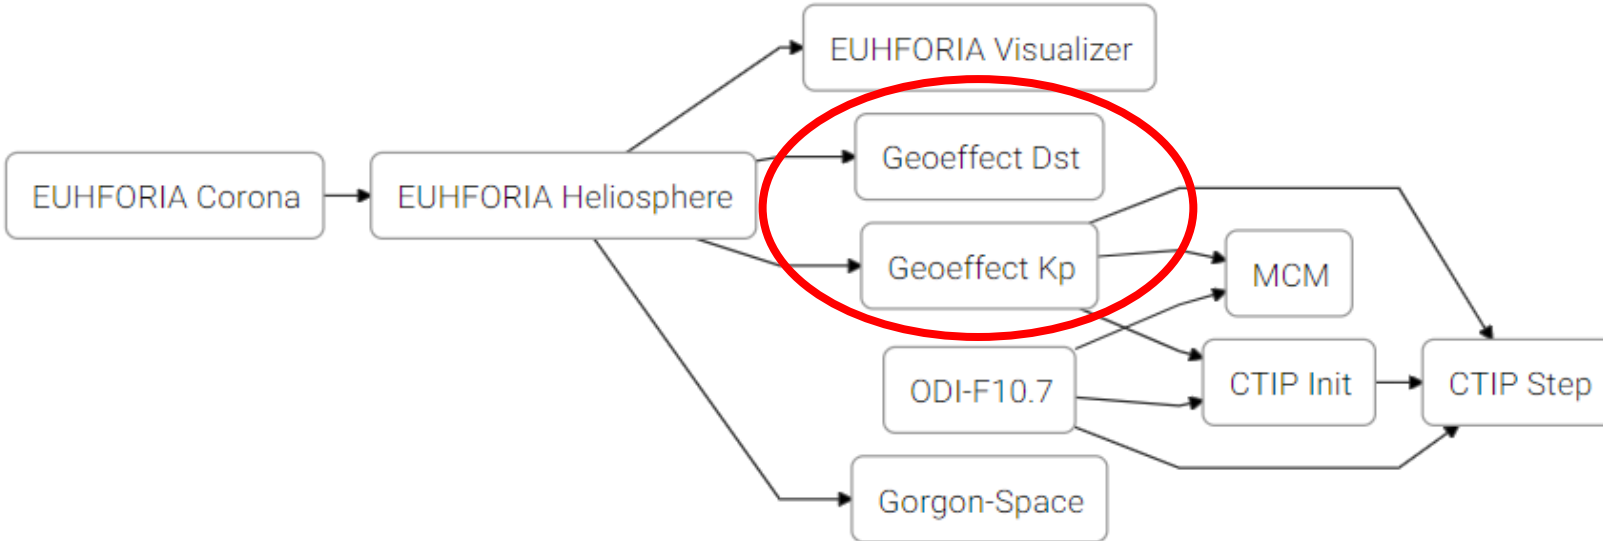 EUHFORIA Visualizer
Geoeffect Dst
EUHFORIA Corona
EUHFORIA Heliosphere
Geoeffect Kp
MCM
ODI-F10.7
CTIP Init
CTIP Step
Gorgon-Space